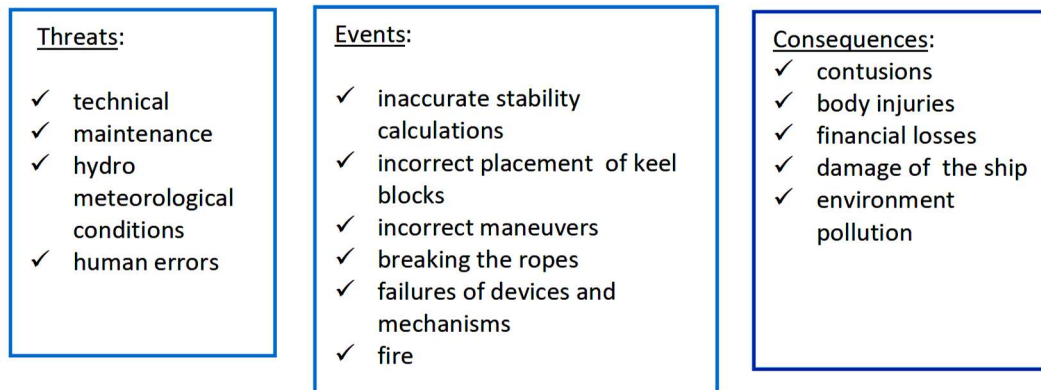 Threats:
✓ technical
✓ maintenance
✓ hydro
meteorological
conditions
✓ human errors
Events:
✓ inaccurate stability
calculations
✓ incorrect placement of keel
blocks
✓ incorrect maneuvers
✓ breaking the ropes
✓ failures of devices and
mechanisms
✓ fire
Consequences:
✓ contusions
✓ body injuries
✓ financial losses
✓ damage of the ship
✓ environment
pollution